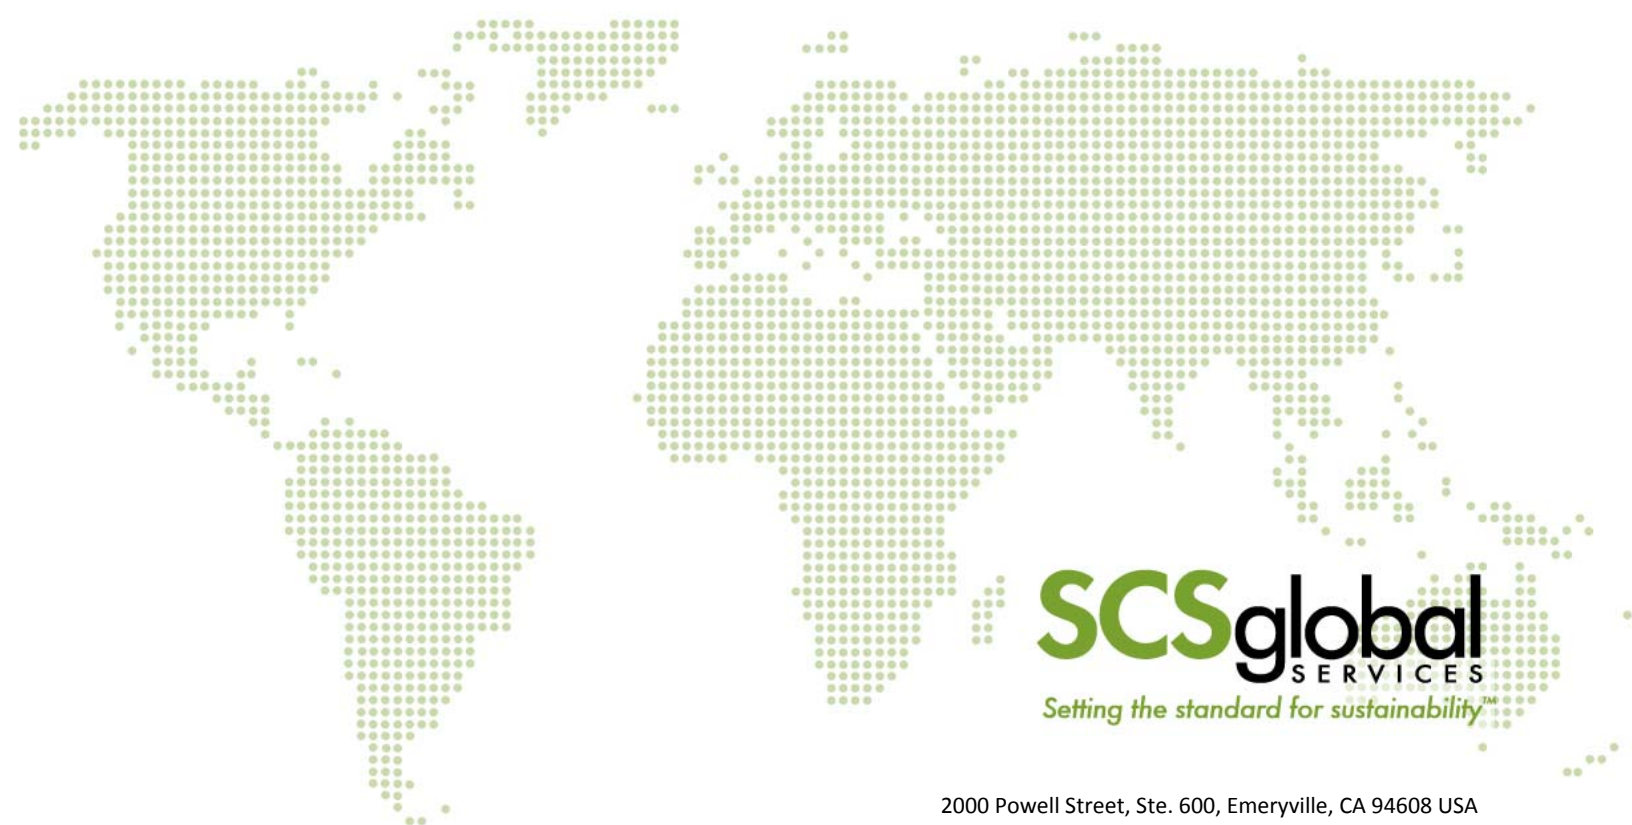 SCSglobal
SERVICES
Setting the standard for sustainability™
2000 Powell Street, Ste. 600, Emeryville, CA 94608 USA